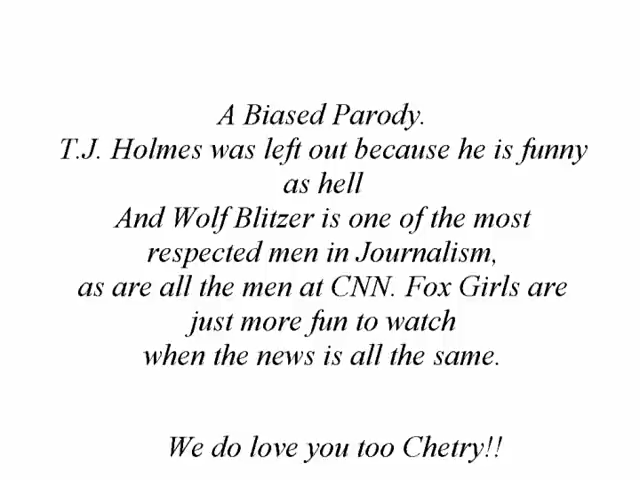 A Biased Parody.
T.J. Holmes was left out because he is funny
as hell
And Wolf Blitzer is one of the most
respected men in Journalism,
as are all the men at CNN. Fox Girls are
just more fun to watch
when the news is all the same.
We do love you too Chetry!!